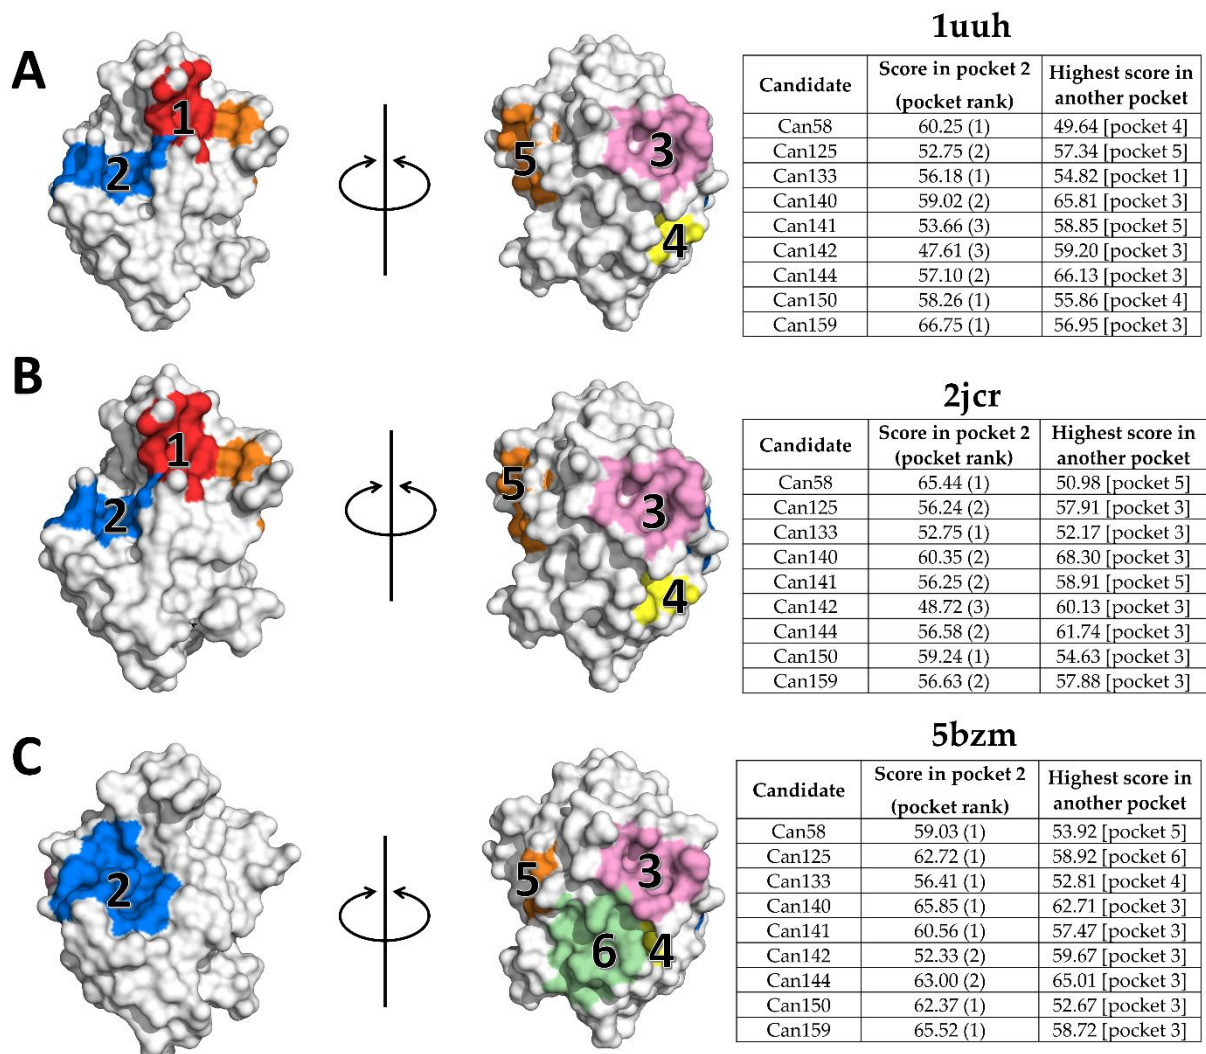 A
1
2
5
3
4
1uuh
Candidate Score in pocket 2 (pocket rank) Highest score in another pocket
Can58 60.25 (1) 49.64 [pocket 4]
Can125 52.75 (2) 57.34 [pocket 5]
Can133 56.18 (1) 54.82 [pocket 1]
Can140 59.02 (2) 65.81 [pocket 3]
Can141 53.66 (3) 58.85 [pocket 5]
Can142 47.61 (3) 59.20 [pocket 3]
Can144 57.10 (2) 66.13 [pocket 3]
Can150 58.26 (1) 55.86 [pocket 4]
Can159 66.75 (1) 56.95 [pocket 3]
B
1
2
5
3
4
2jcr
Candidate Score in pocket 2 (pocket rank) Highest score in another pocket
Can58 65.44 (1) 50.98 [pocket 5]
Can125 56.24 (2) 57.91 [pocket 3]
Can133 52.75 (1) 52.17 [pocket 3]
Can140 60.35 (2) 68.30 [pocket 3]
Can141 56.25 (2) 58.91 [pocket 5]
Can142 48.72 (3) 60.13 [pocket 3]
Can144 56.58 (2) 61.74 [pocket 3]
Can150 59.24 (1) 54.63 [pocket 3]
Can159 56.63 (2) 57.88 [pocket 3]
C
2
5
3
6
4
5bzm
Candidate Score in pocket 2 (pocket rank) Highest score in another pocket
Can58 59.03 (1) 53.92 [pocket 5]
Can125 62.72 (1) 58.92 [pocket 6]
Can133 56.41 (1) 52.81 [pocket 4]
Can140 65.85 (1) 62.71 [pocket 3]
Can141 60.56 (1) 57.47 [pocket 3]
Can142 52.33 (2) 59.67 [pocket 3]
Can144 63.00 (2) 65.01 [pocket 3]
Can150 62.37 (1) 52.67 [pocket 3]
Can159 65.52 (1) 58.72 [pocket 3]